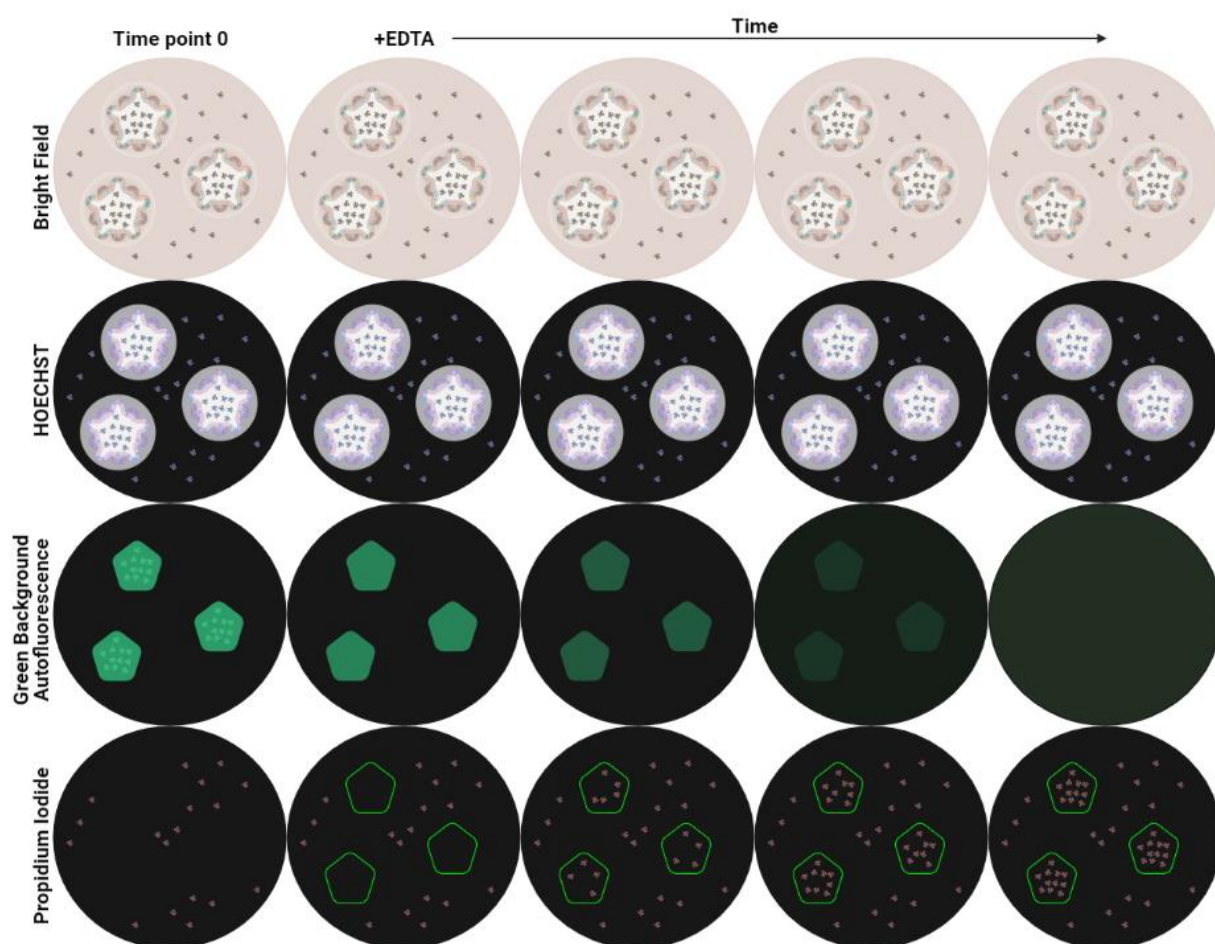 Time point 0
+EDTA
Time
Bright Field
HOECHST
Green Background
Autofluorescence
Propidium Iodide